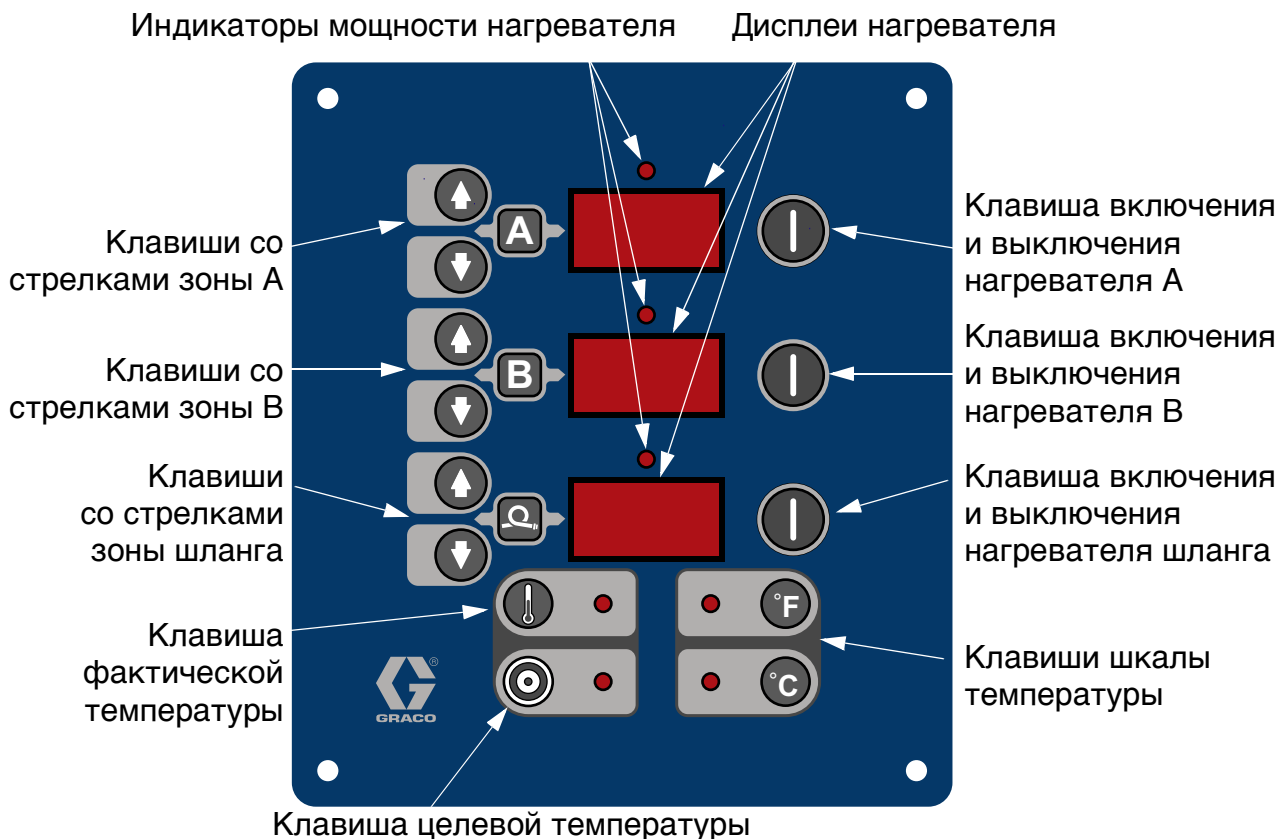 Индикаторы мощности нагревателя
Дисплеи нагревателя
Клавиши со
стрелками зоны A
A
Клавиша включения
и выключения
нагревателя A
Клавиши со
стрелками зоны B
B
Клавиша включения
и выключения
нагревателя B
Клавиши
со стрелками
зоны шланга
Клавиша включения
и выключения
нагревателя шланга
Клавиша
фактической
температуры
°F
°C
Клавиши шкалы
температуры
GRACO
®
Клавиша целевой температуры